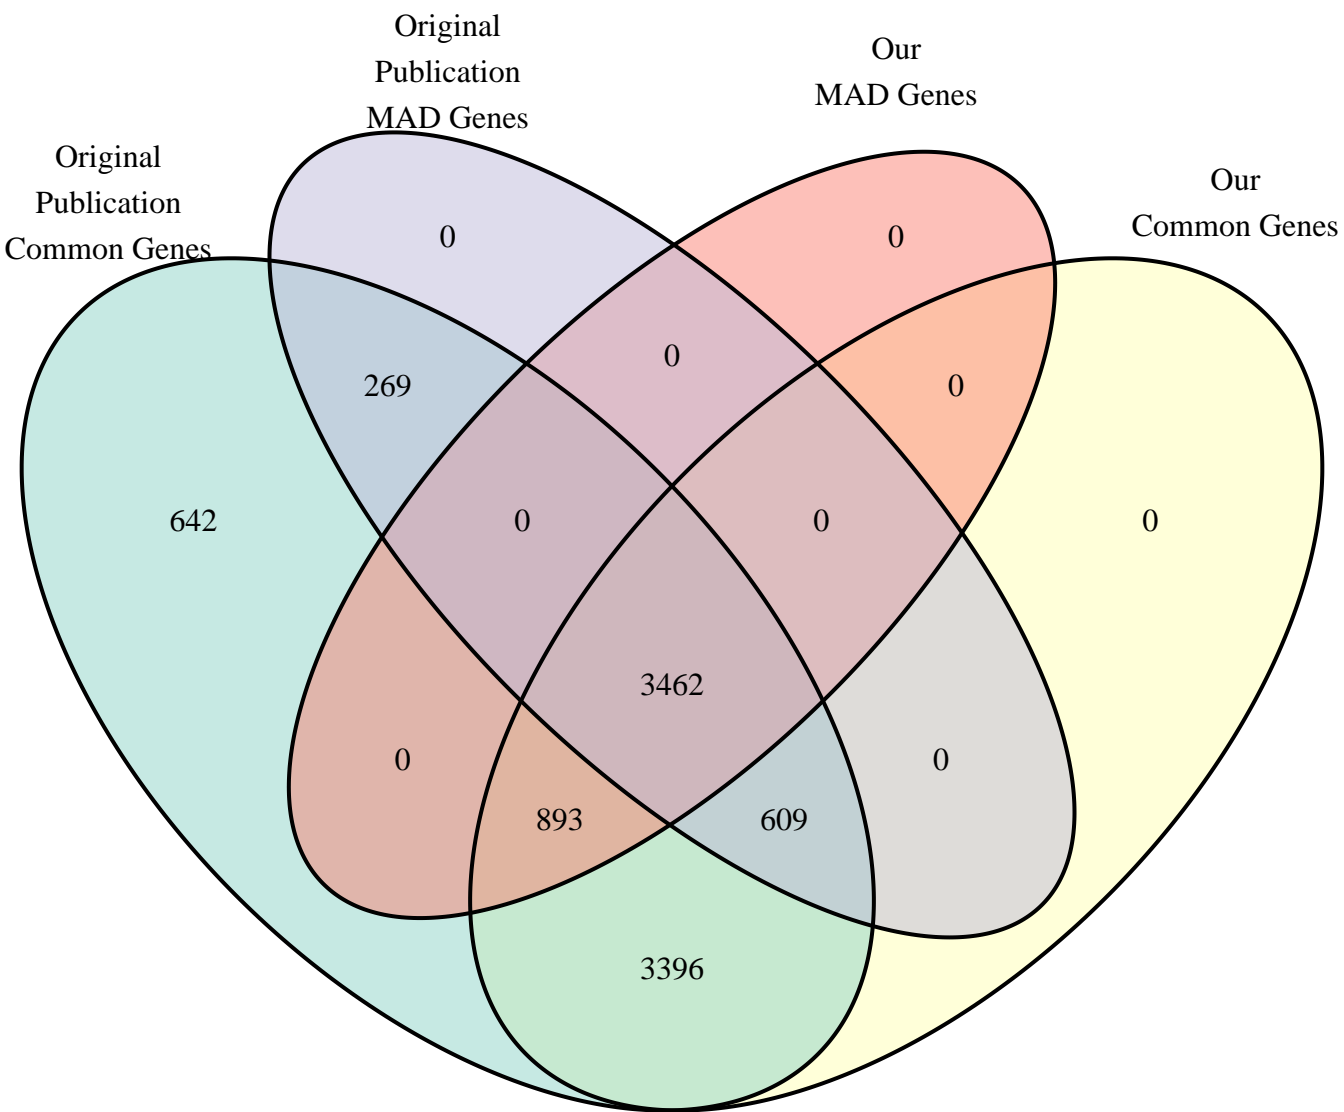 Original
Publication
MAD Genes
Our
MAD Genes
Original
Publication
Common Genes
Our
Common Genes
0
0
0
269
0
642
0
0
0
3462
0
0
893
609
3396